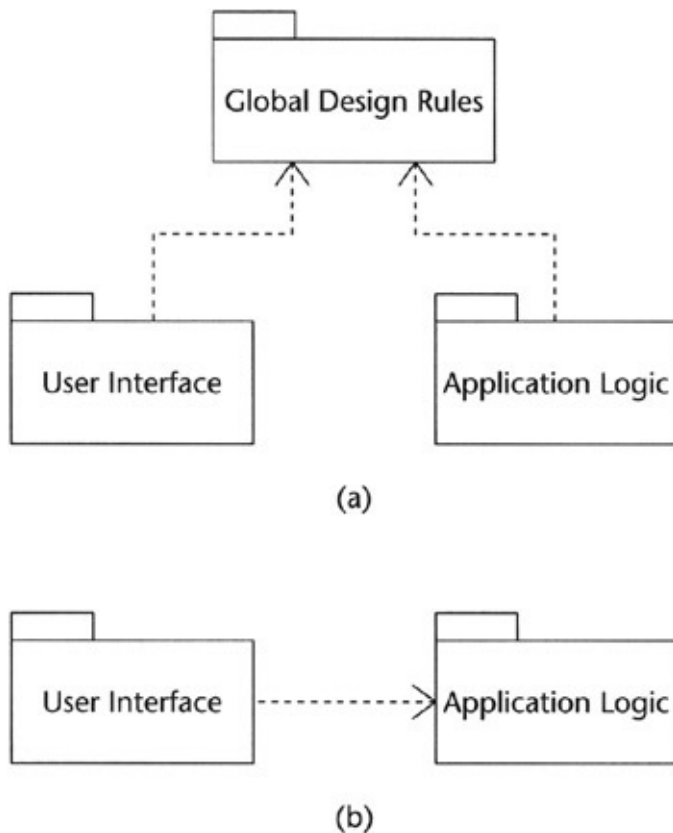 Global Design Rules
User Interface
Application Logic
(a)
User Interface
Application Logic
(b)